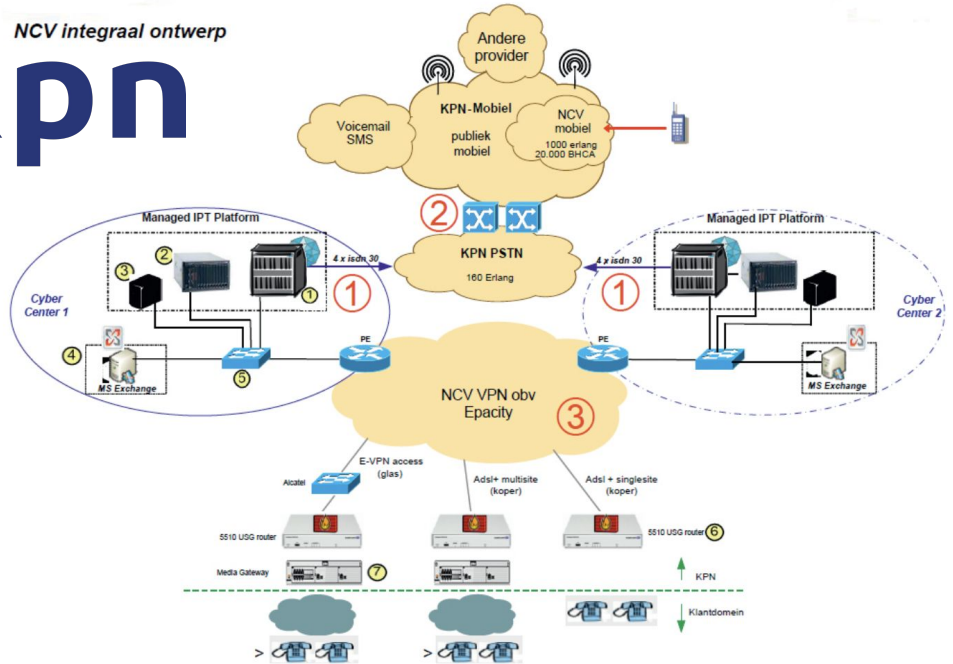 NCV integraal ontwerp
kpn
Andere
provider
KPN-Mobiel
publiek
mobiel
Voicemail
SMS
NCV
mobiel
1000 erlang
20.000 BHCA
2
KPN PSTN
160 Erlang
Managed IPT Platform
3
2
1
4 x isdn 30
1
Cyber
Center 1
4
MS Exchange
5
PE
Managed IPT Platform
4 x isdn 30
1
Cyber
Center 2
MS Exchange
PE
NCV VPN obv
Epacity
3
E-VPN access
(glas)
Alcatel
Adsl+ multisite
(koper)
Adsl + singlesite
(koper)
5510 USG router
5510 USG router
6
Media Gateway
7
KPN
Klantdomein
>
>